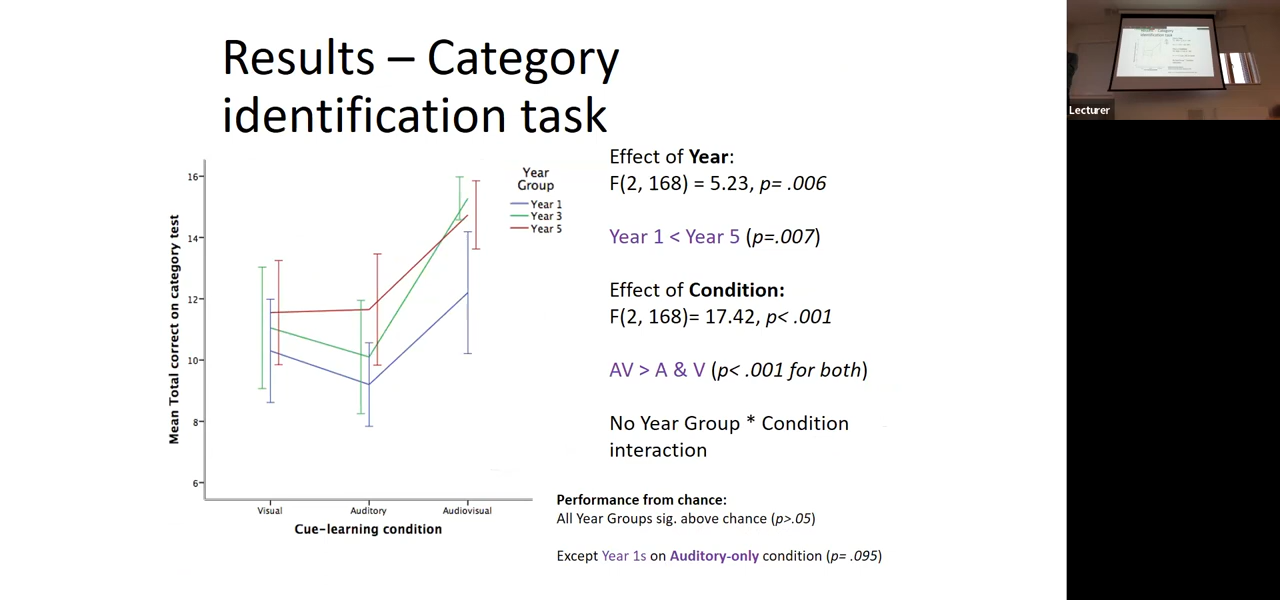 Results – Category
identification task
Effect of Year:
F(2, 168) = 5.23, p= .006
Year 1 < Year 5 (p=.007)
Effect of Condition:
F(2, 168)= 17.42, p< .001
AV > A & V (p< .001 for both)
No Year Group * Condition
interaction
Performance from chance:
All Year Groups sig. above chance (p>.05)
Except Year 1s on Auditory-only condition (p= .095)
Year
Group
Year 1
Year 3
Year 5
Mean Total correct on category test
16
14
12
10
8
6
Visual
Auditory
Audiovisual
Cue-learning condition
Results – Category
identification task
Lecturer